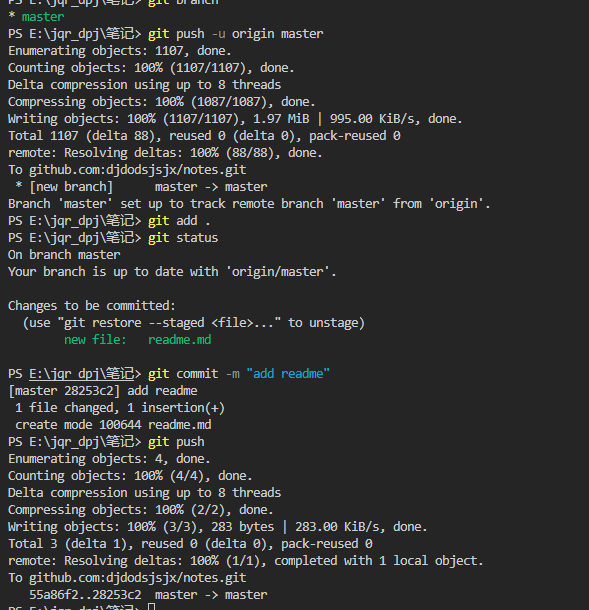 PS E:\jqr_dpj\笔记> git branch
* master
PS E:\jqr_dpj\笔记> git push -u origin master
Enumerating objects: 1107, done.
Counting objects: 100% (1107/1107), done.
Delta compression using up to 8 threads
Compressing objects: 100% (1087/1087), done.
Writing objects: 100% (1107/1107), 1.97 MiB | 995.00 KiB/s, done.
Total 1107 (delta 88), reused 0 (delta 0), pack-reused 0
remote: Resolving deltas: 100% (88/88), done.
To github.com:djdodsjsjx/notes.git
 * [new branch]      master -> master
Branch 'master' set up to track remote branch 'master' from 'origin'.
PS E:\jqr_dpj\笔记> git add .
PS E:\jqr_dpj\笔记> git status
On branch master
Your branch is up to date with 'origin/master'.

Changes to be committed:
  (use "git restore --staged <file>..." to unstage)
        new file:   readme.md

PS E:\jqr_dpj\笔记> git commit -m "add readme"
[master 28253c2] add readme
 1 file changed, 1 insertion(+)
 create mode 100644 readme.md
PS E:\jqr_dpj\笔记> git push
Enumerating objects: 4, done.
Counting objects: 100% (4/4), done.
Delta compression using up to 8 threads
Compressing objects: 100% (2/2), done.
Writing objects: 100% (3/3), 283 bytes | 283.00 KiB/s, done.
Total 3 (delta 1), reused 0 (delta 0), pack-reused 0
remote: Resolving deltas: 100% (1/1), completed with 1 local object.
To github.com:djdodsjsjx/notes.git
   55a86f2..28253c2  master -> master
PS E:\jqr_dpj\笔记>